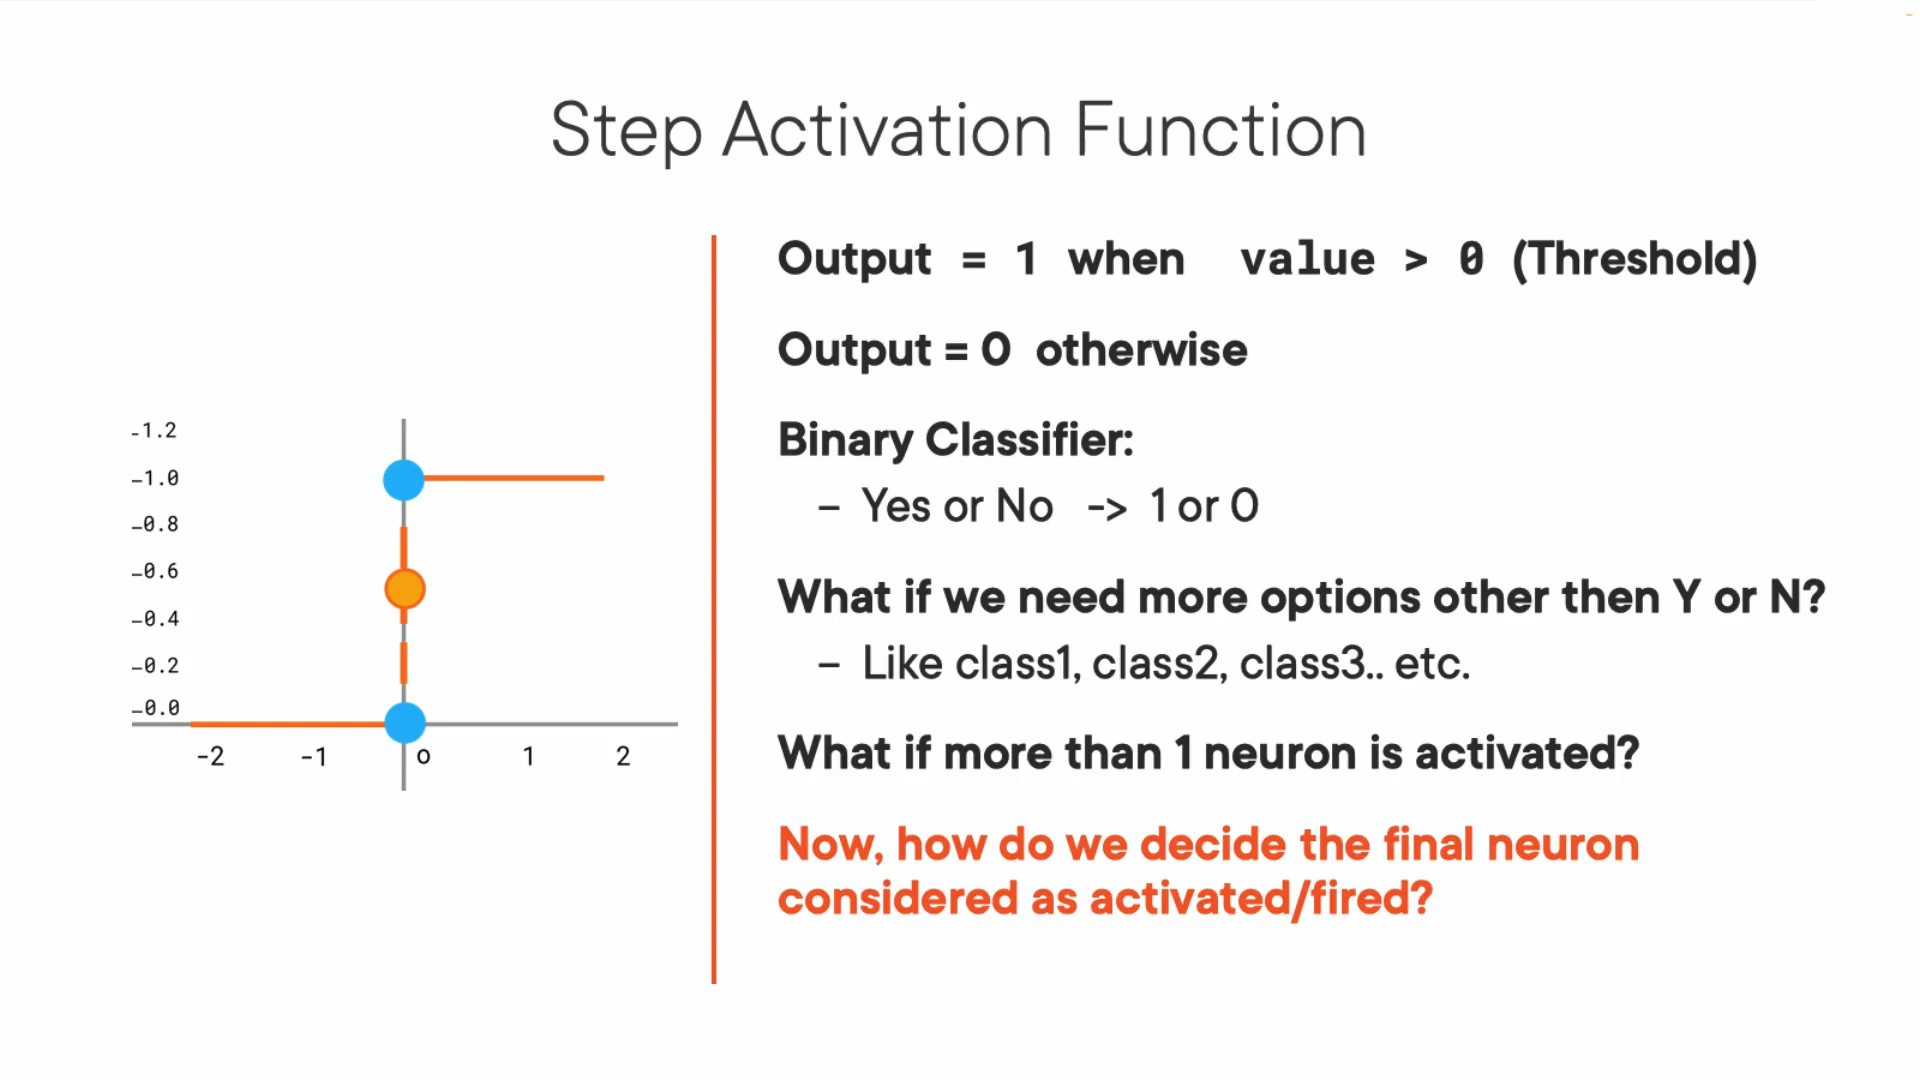 Step Activation Function
Output = 1 when value > 0 (Threshold)
Output = 0 otherwise
Binary Classifier:
– Yes or No -> 1 or 0
What if we need more options other then Y or N?
– Like class1, class2, class3.. etc.
What if more than 1 neuron is activated?
Now, how do we decide the final neuron
considered as activated/fired?
-1.2
-1.0
-0.8
-0.6
-0.4
-0.2
-0.0
-2 -1 0 1 2